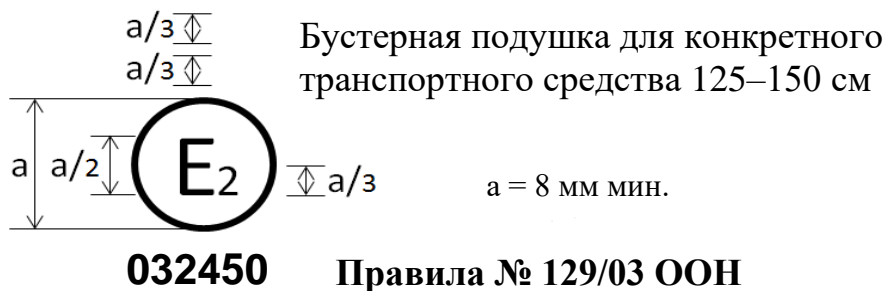 a/3
Бустерная подушка для конкретного
a/3
транспортного средства 125–150 см
a a/2 E2 a/3 a = 8 мм мин.
032450 Правила № 129/03 ООН